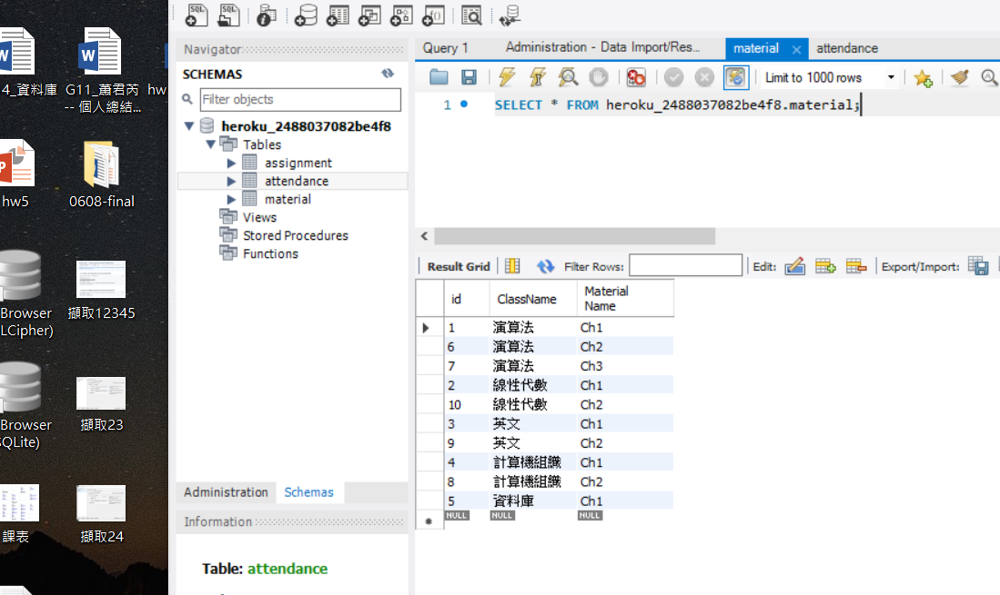 4_資料庫
G11_蕭君芮
-- 個人總結...
hw
hw5
0608-final
Browser
LCipher)
擷取12345
Browser
SQLite)
擷取23
課表
擷取24
SQL
SQL
Navigator
SCHEMAS
Filter objects
heroku_2488037082be4f8
Tables
assignment
attendance
material
Views
Stored Procedures
Functions
Administration Schemas
Information
Table: attendance
Query 1 Administration - Data Import/Res... material attendance
Limit to 1000 rows
1 SELECT * FROM heroku_2488037082be4f8.material;
Result Grid Filter Rows: Edit: Export/Import:
id ClassName Material
Name
1 演算法 Ch1
6 演算法 Ch2
7 演算法 Ch3
2 線性代數 Ch1
10 線性代數 Ch2
3 英文 Ch1
9 英文 Ch2
4 計算機組織 Ch1
8 計算機組織 Ch2
5 資料庫 Ch1
NULL NULL NULL